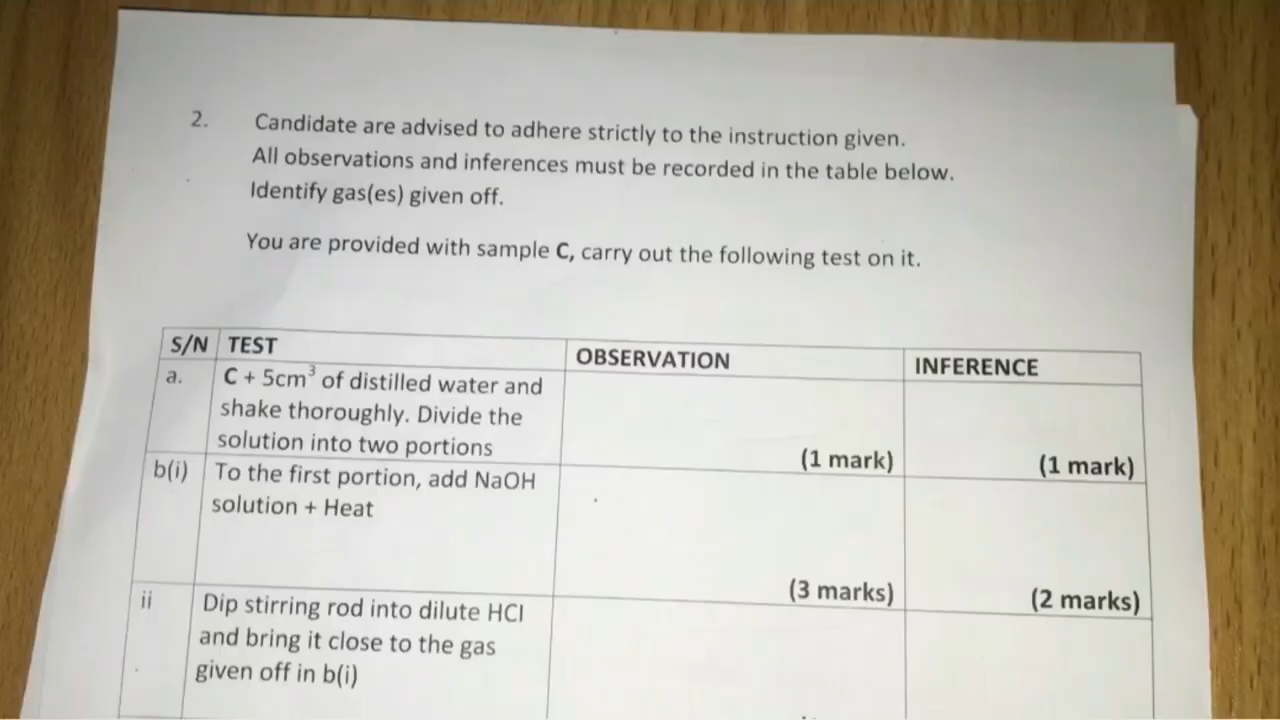 2. Candidate are advised to adhere strictly to the instruction given.
All observations and inferences must be recorded in the table below.
Identify gas(es) given off.
You are provided with sample C, carry out the following test on it.
S/N TEST OBSERVATION INFERENCE
a. C + 5cm³ of distilled water and
shake thoroughly. Divide the
solution into two portions
(1 mark) (1 mark)
b(i) To the first portion, add NaOH
solution + Heat
(3 marks) (2 marks)
ii Dip stirring rod into dilute HCl
and bring it close to the gas
given off in b(i)